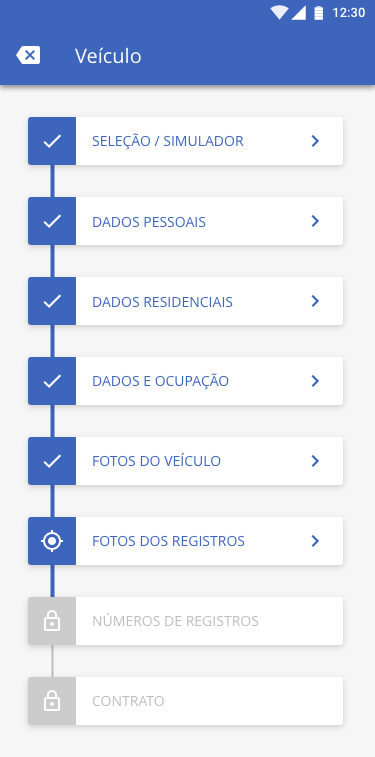 12:30
Veículo
SELEÇÃO / SIMULADOR
DADOS PESSOAIS
DADOS RESIDENCIAIS
DADOS E OCUPAÇÃO
FOTOS DO VEÍCULO
FOTOS DOS REGISTROS
NÚMEROS DE REGISTROS
CONTRATO